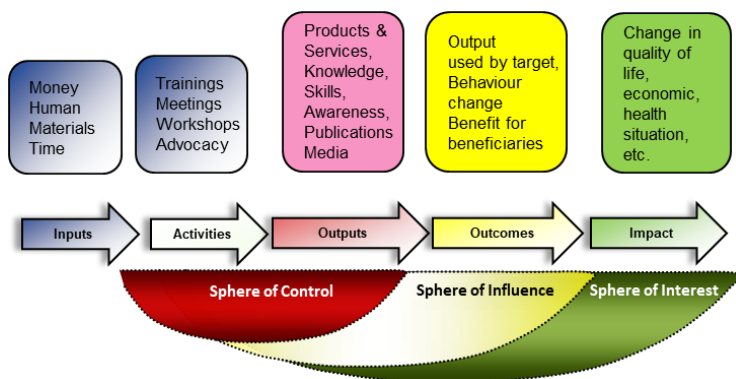 Money
Human
Materials
Time
Trainings
Meetings
Workshops
Advocacy
Products &
Services,
Knowledge,
Skills,
Awareness,
Publications
Media
Output
used by target,
Behaviour
change
Benefit for
beneficiaries
Change in
quality of
life,
economic,
health
situation,
etc.
Inputs
Activities
Outputs
Outcomes
Impact
Sphere of Control
Sphere of Influence
Sphere of Interest